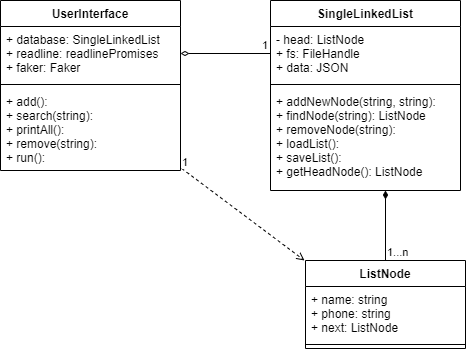 UserInterface
+ database: SingleLinkedList
+ readline: readlinePromises
+ faker: Faker
+ add():
+ search(string):
+ printAll():
+ remove(string):
+ run():
1
SingleLinkedList
- head: ListNode
+ fs: FileHandle
+ data: JSON
+ addNewNode(string, string):
+ findNode(string): ListNode
+ removeNode(string):
+ loadList():
+ saveList():
+ getHeadNode(): ListNode
1
1...n
ListNode
+ name: string
+ phone: string
+ next: ListNode